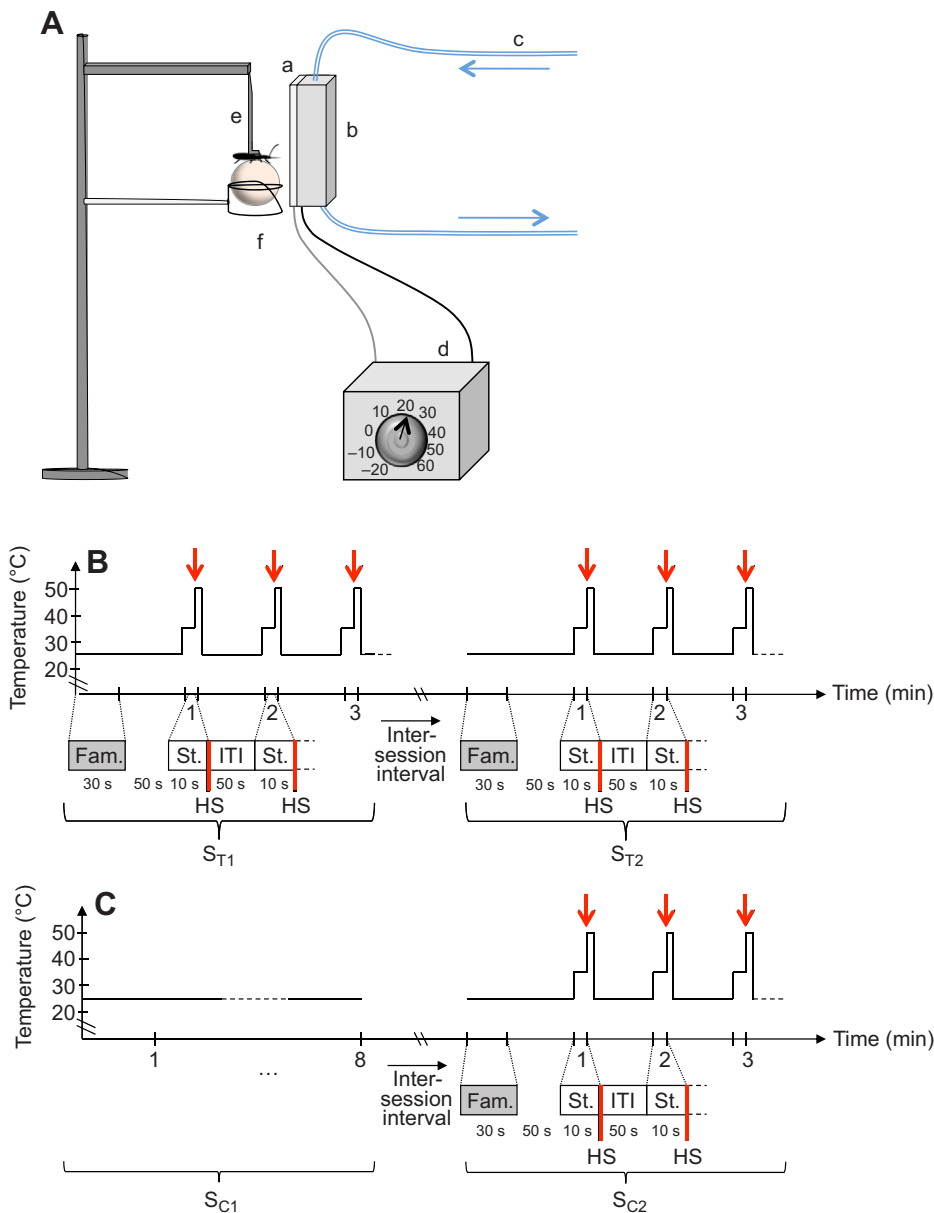 A
a
b
c
d
e
f
–20
–10
0
10
20
30
40
50
60
B
Temperature (°C)
50
40
30
20
1
2
3
1
2
3
Time (min)
Inter-
session
interval
Fam.
St.
ITI
St.
30 s
50 s
10 s
50 s
10 s
HS
HS
ST1
Fam.
St.
ITI
St.
30 s
50 s
10 s
50 s
10 s
HS
HS
ST2
C
Temperature (°C)
50
40
30
20
1
...
8
1
2
3
Time (min)
Inter-
session
interval
Fam.
St.
ITI
St.
30 s
50 s
10 s
50 s
10 s
HS
HS
SC1
SC2